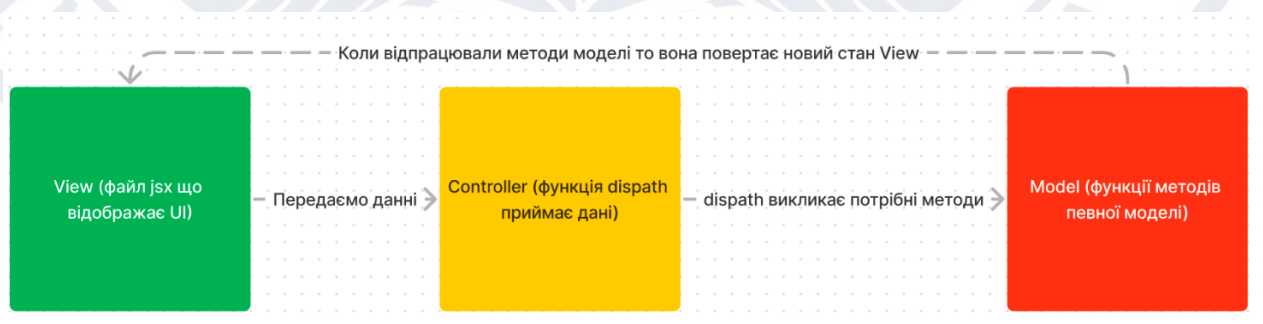 Коли відпрацювали методи моделі то вона повертає новий стан View
View (файл jsx що
відображає UI)
Передаємо данні
Controller (функція dispath
приймає дані)
dispath викликає потрібні методи
Model (функції методів
певної моделі)